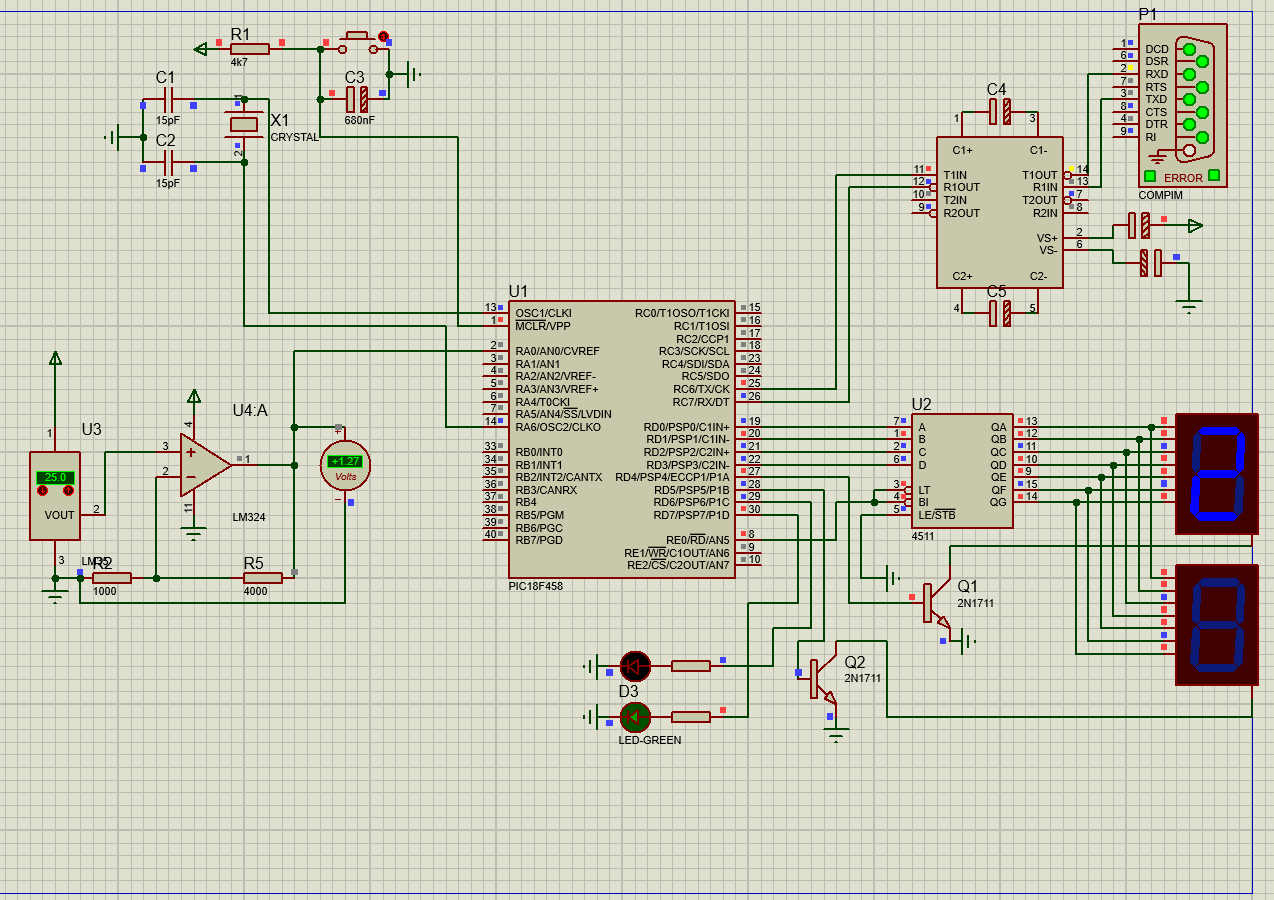 R1
4k7
C1
15pF
C2
15pF
X1
CRYSTAL
1
2
C3
680nF
P1
1
6
2
7
3
8
4
9
DCD
DSR
RXD
RTS
TXD
CTS
DTR
RI
ERROR
COMPIM
C4
1
3
C1+
C1-
11
12
10
9
T1IN
R1OUT
T2IN
R2OUT
T1OUT
R1IN
T2OUT
R2IN
14
13
7
8
VS+
VS-
2
6
C2+
C2-
C5
4
5
U1
13
1
2
3
4
5
6
7
14
33
34
35
36
37
38
39
40
OSC1/CLKI
MCLR/VPP
RA0/AN0/CVREF
RA1/AN1
RA2/AN2/VREF-
RA3/AN3/VREF+
RA4/T0CKI
RA5/AN4/SS/LVDIN
RA6/OSC2/CLKO
RB0/INT0
RB1/INT1
RB2/INT2/CANTX
RB3/CANRX
RB4
RB5/PGM
RB6/PGC
RB7/PGD
RC0/T1OSO/T1CKI
RC1/T1OSI
RC2/CCP1
RC3/SCK/SCL
RC4/SDI/SDA
RC5/SDO
RC6/TX/CK
RC7/RX/DT
RD0/PSP0/C1IN+
RD1/PSP1/C1IN-
RD2/PSP2/C2IN+
RD3/PSP3/C2IN-
RD4/PSP4/ECCP1/P1A
RD5/PSP5/P1B
RD6/PSP6/P1C
RD7/PSP7/P1D
RE0/RD/AN5
RE1/WR/C1OUT/AN6
RE2/CS/C2OUT/AN7
15
16
17
18
23
24
25
26
19
20
21
22
27
28
29
30
8
9
10
PIC18F458
U3
1
25.0
VOUT
2
3
LM35
U4:A
3
2
4
11
1
LM324
+
+1.27
Volts
−
R2
1000
R5
4000
U2
7
1
2
6
3
4
5
A
B
C
D
LT
BI
LE/STB
QA
QB
QC
QD
QE
QF
QG
13
12
11
10
9
15
14
4511
Q1
2N1711
Q2
2N1711
D3
LED-GREEN